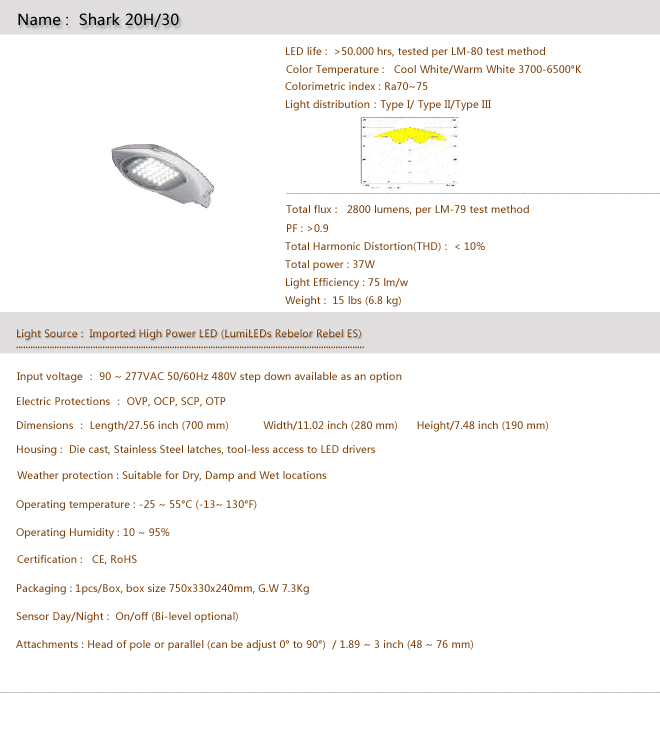 Name : Shark 20H/30
LED life : >50.000 hrs, tested per LM-80 test method
Color Temperature : Cool White/Warm White 3700-6500°K
Colorimetric index : Ra70~75
Light distribution : Type I/ Type II/Type III
Total flux : 2800 lumens, per LM-79 test method
PF : >0.9
Total Harmonic Distortion(THD) : < 10%
Total power : 37W
Light Efficiency : 75 lm/w
Weight : 15 lbs (6.8 kg)
Light Source : Imported High Power LED (LumiLEDs Rebelor Rebel ES)
Input voltage : 90 ~ 277VAC 50/60Hz 480V step down available as an option
Electric Protections : OVP, OCP, SCP, OTP
Dimensions : Length/27.56 inch (700 mm) Width/11.02 inch (280 mm) Height/7.48 inch (190 mm)
Housing : Die cast, Stainless Steel latches, tool-less access to LED drivers
Weather protection : Suitable for Dry, Damp and Wet locations
Operating temperature : -25 ~ 55°C (-13~ 130°F)
Operating Humidity : 10 ~ 95%
Certification : CE, RoHS
Packaging : 1pcs/Box, box size 750x330x240mm, G.W 7.3Kg
Sensor Day/Night : On/off (Bi-level optional)
Attachments : Head of pole or parallel (can be adjust 0° to 90°) / 1.89 ~ 3 inch (48 ~ 76 mm)